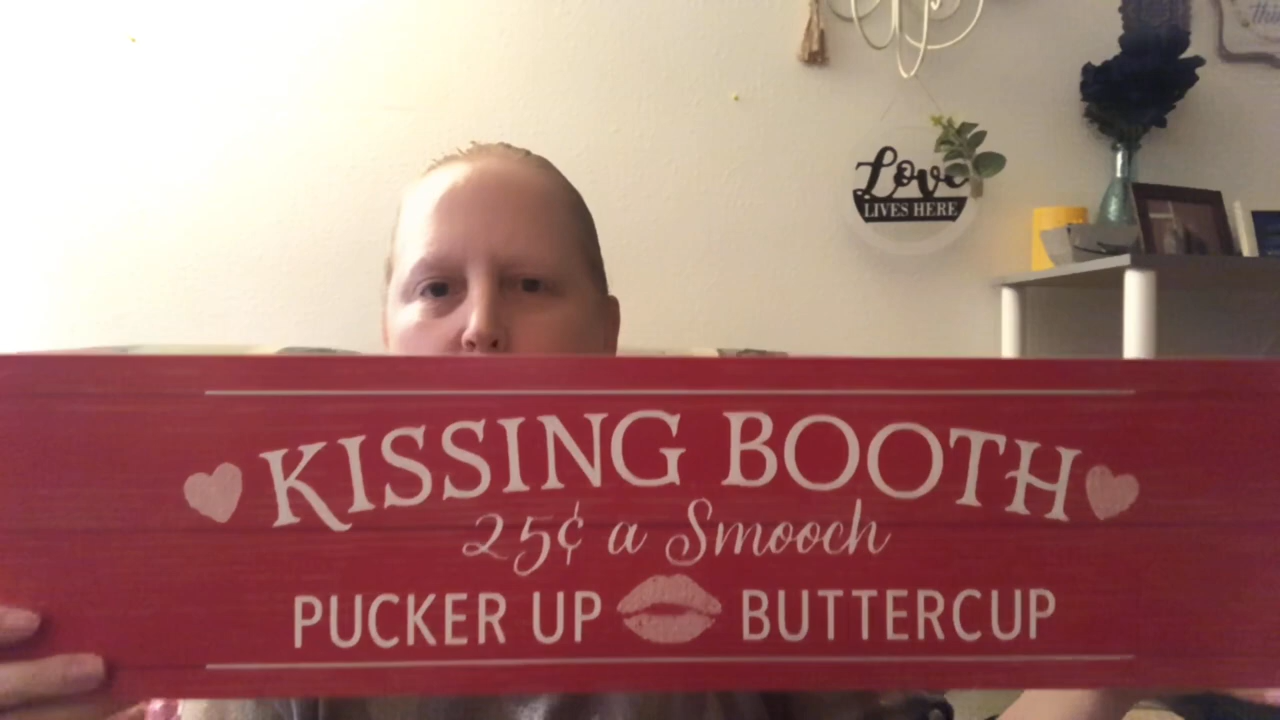 Love
LIVES HERE
KISSING BOOTH
25¢ a Smooch
PUCKER UP BUTTERCUP